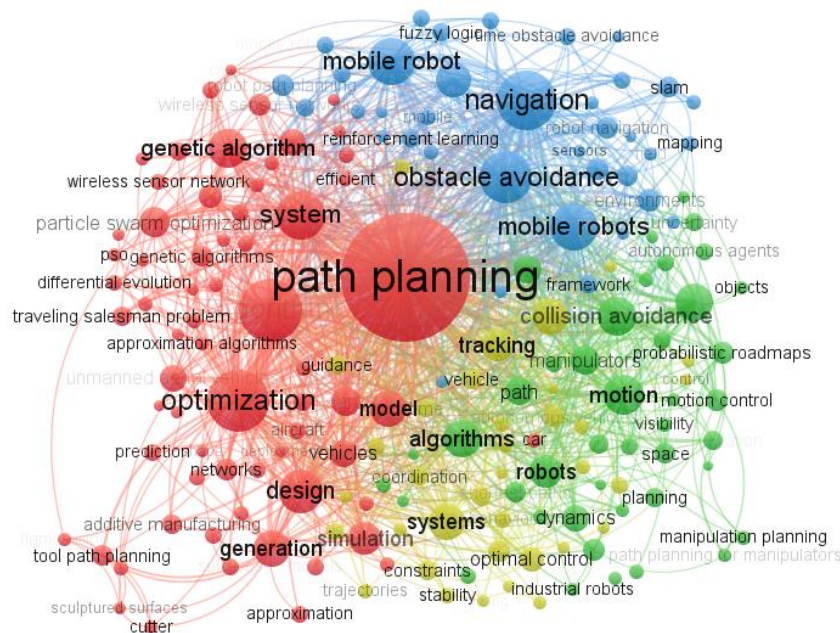 fuzzy logic
time obstacle avoidance
mobile robot
robot path planning
slam
navigation
wireless sensor networks
mobile
robot navigation
reinforcement learning
mapping
genetic algorithm
sensors
efficient
obstacle avoidance
wireless sensor network
environments
system
particle swarm optimization
mobile robots
uncertainty
autonomous agents
pso
genetic algorithms
path planning
differential evolution
framework
objects
traveling salesman problem
collision avoidance
approximation algorithms
tracking
probabilistic roadmaps
guidance
manipulators
vehicle
control
path
motion
motion control
optimization
model
visibility
aircraft
algorithms
car
prediction
vehicles
space
networks
robots
coordination
design
planning
additive manufacturing
systems
dynamics
simulation
generation
manipulation planning
tool path planning
optimal control
path planning for manipulators
constraints
trajectories
stability
industrial robots
sculptured surfaces
approximation
cutter